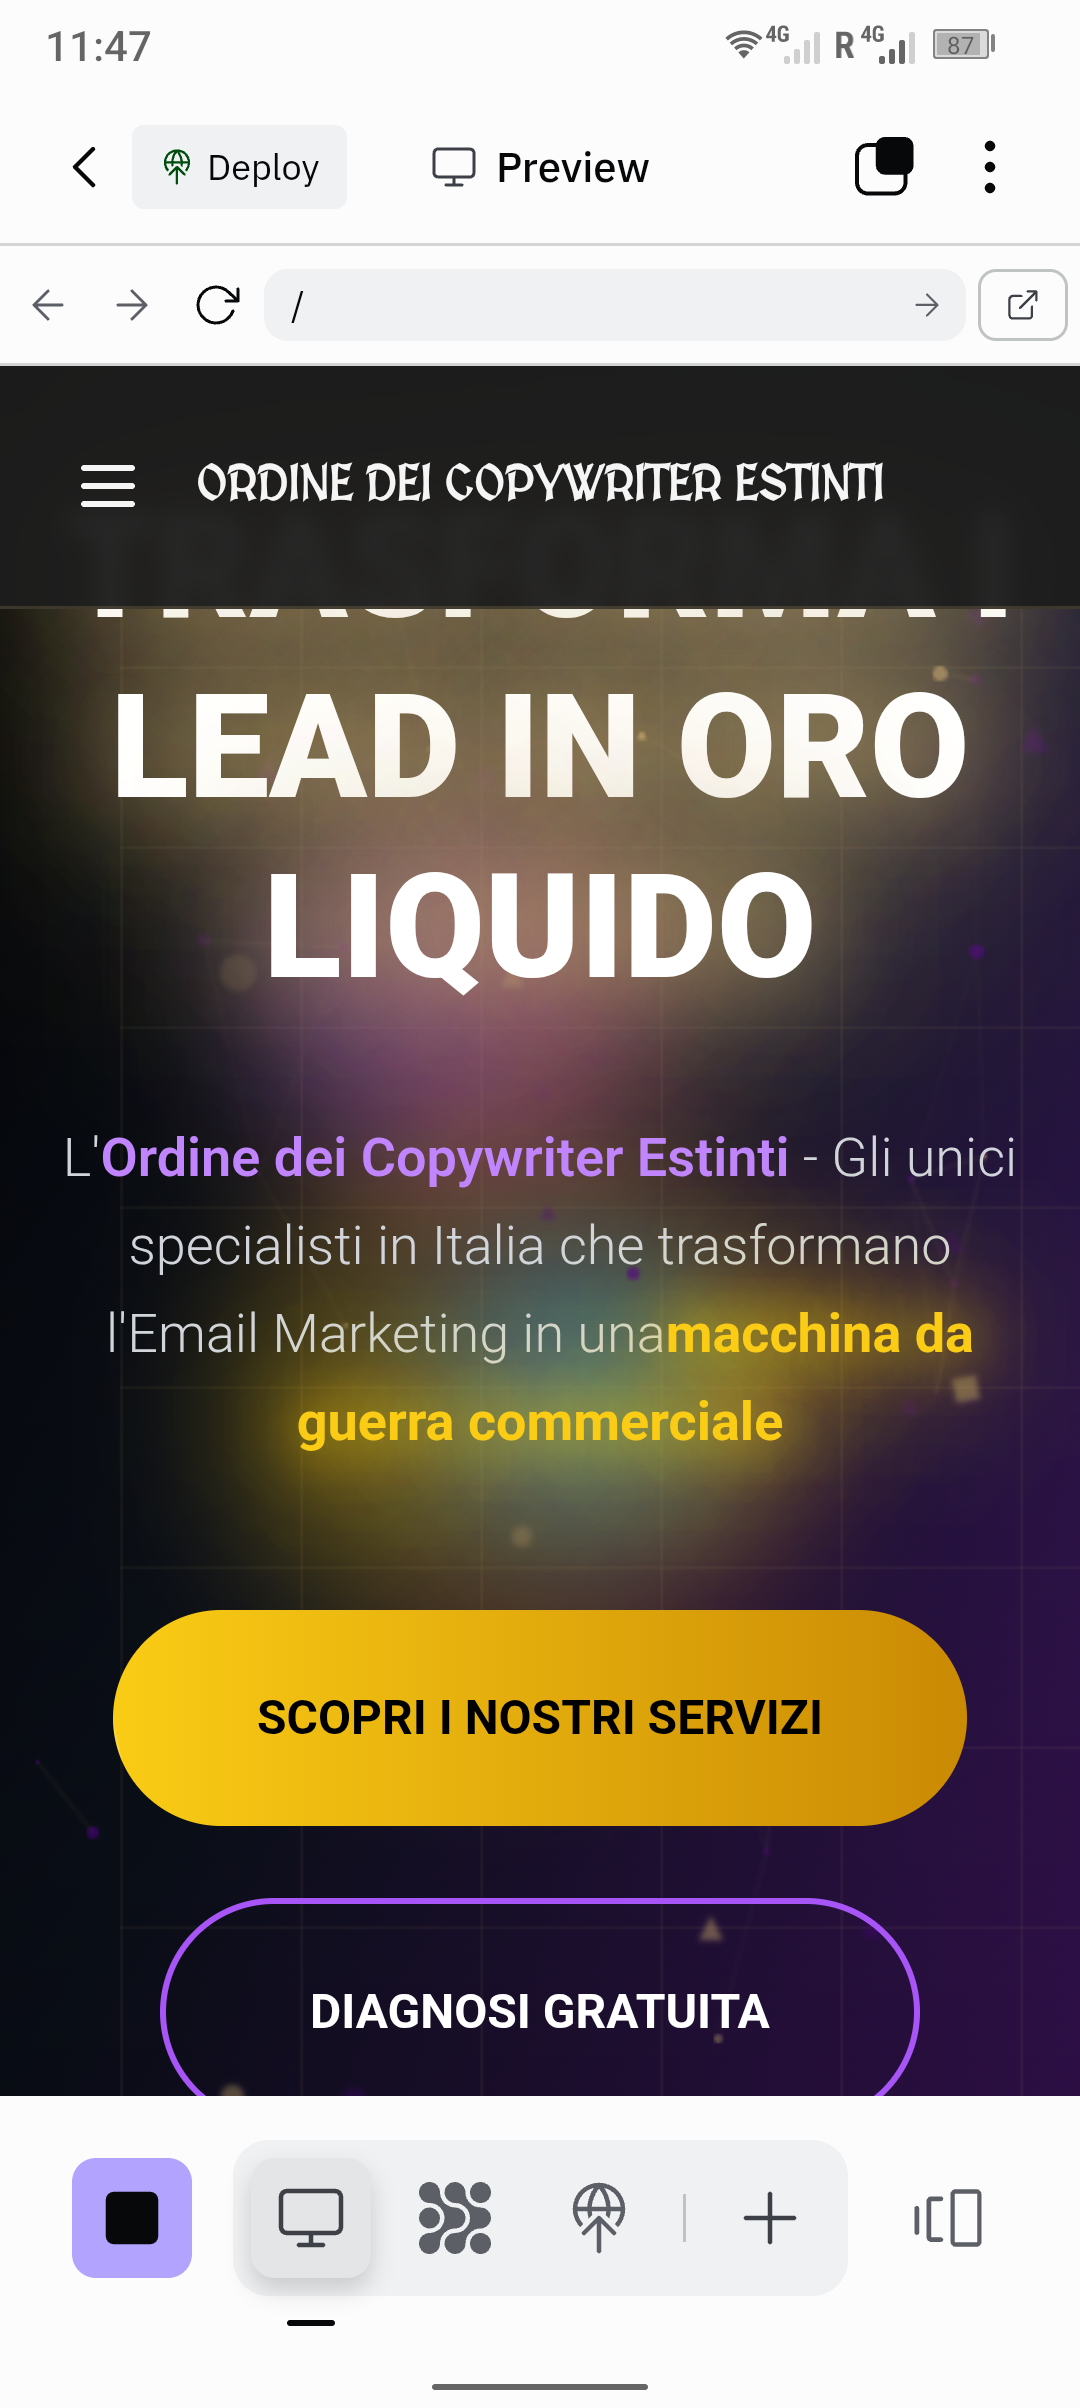 11:47
4G R 4G 87
Deploy
Preview
/
ORDINE DEI COPYWRITER ESTINTI
TRASFORMA I
LEAD IN ORO
LIQUIDO
L'Ordine dei Copywriter Estinti - Gli unici
specialisti in Italia che trasformano
l'Email Marketing in unamacchina da
guerra commerciale
SCOPRI I NOSTRI SERVIZI
DIAGNOSI GRATUITA